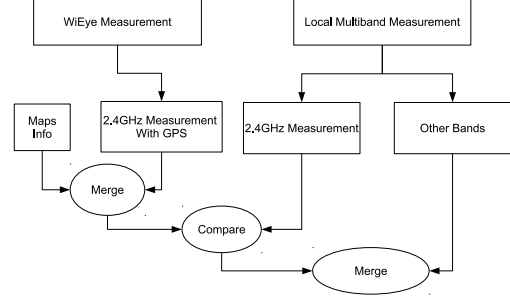 WiEye Measurement
Local Multiband Measurement
Maps
Info
2.4GHz Measurement
With GPS
2.4GHz Measurement
Other Bands
Merge
Compare
Merge